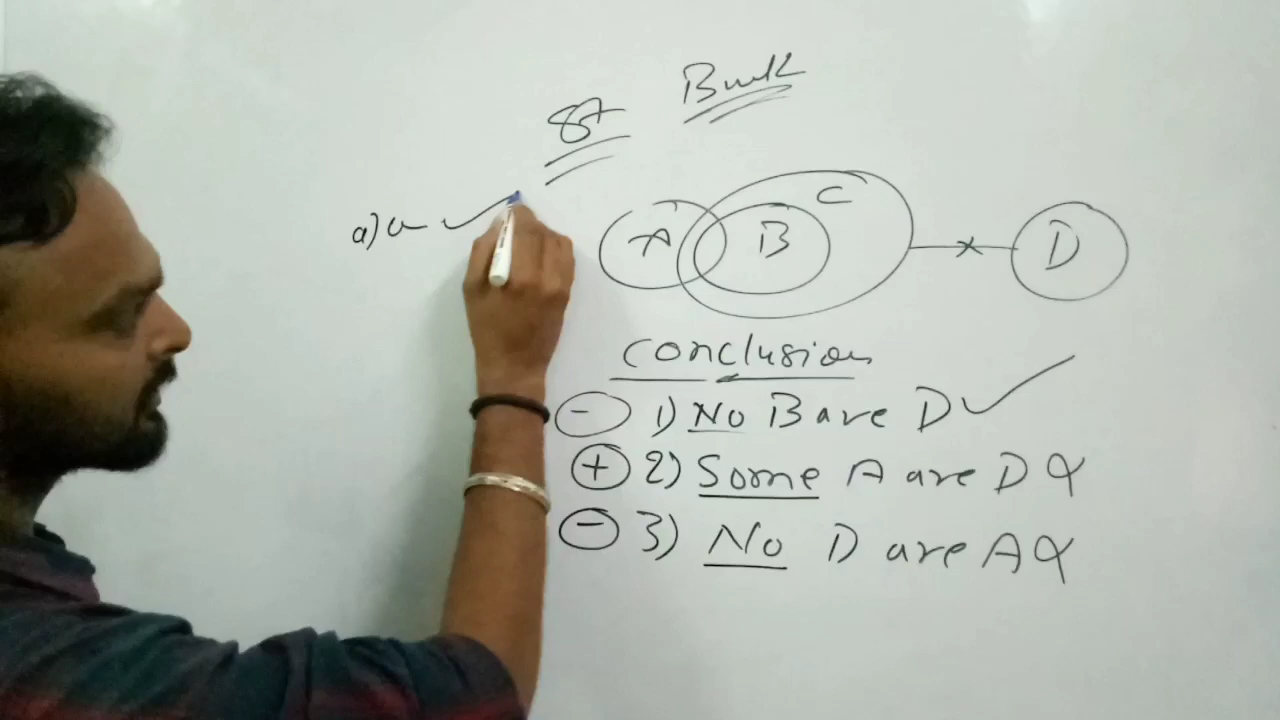 Bank
A B C D
Conclusion
- 1) No B are D ✓
+ 2) Some A are D
- 3) No D are A